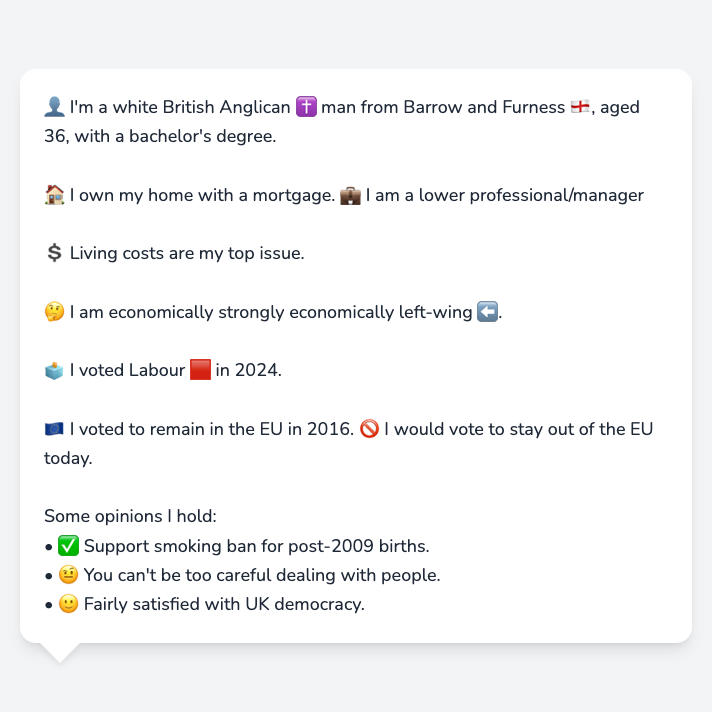 👤 I'm a white British Anglican ✝️ man from Barrow and Furness 🏴󠁧󠁢󠁥󠁮󠁧󠁿, aged
36, with a bachelor's degree.
🏠 I own my home with a mortgage. 💼 I am a lower professional/manager
💲 Living costs are my top issue.
🤔 I am economically strongly economically left-wing ⬅️.
🗳️ I voted Labour 🟥 in 2024.
🇪🇺 I voted to remain in the EU in 2016. 🚫 I would vote to stay out of the EU
today.
Some opinions I hold:
• ✅ Support smoking ban for post-2009 births.
• 🤨 You can't be too careful dealing with people.
• 🙂 Fairly satisfied with UK democracy.